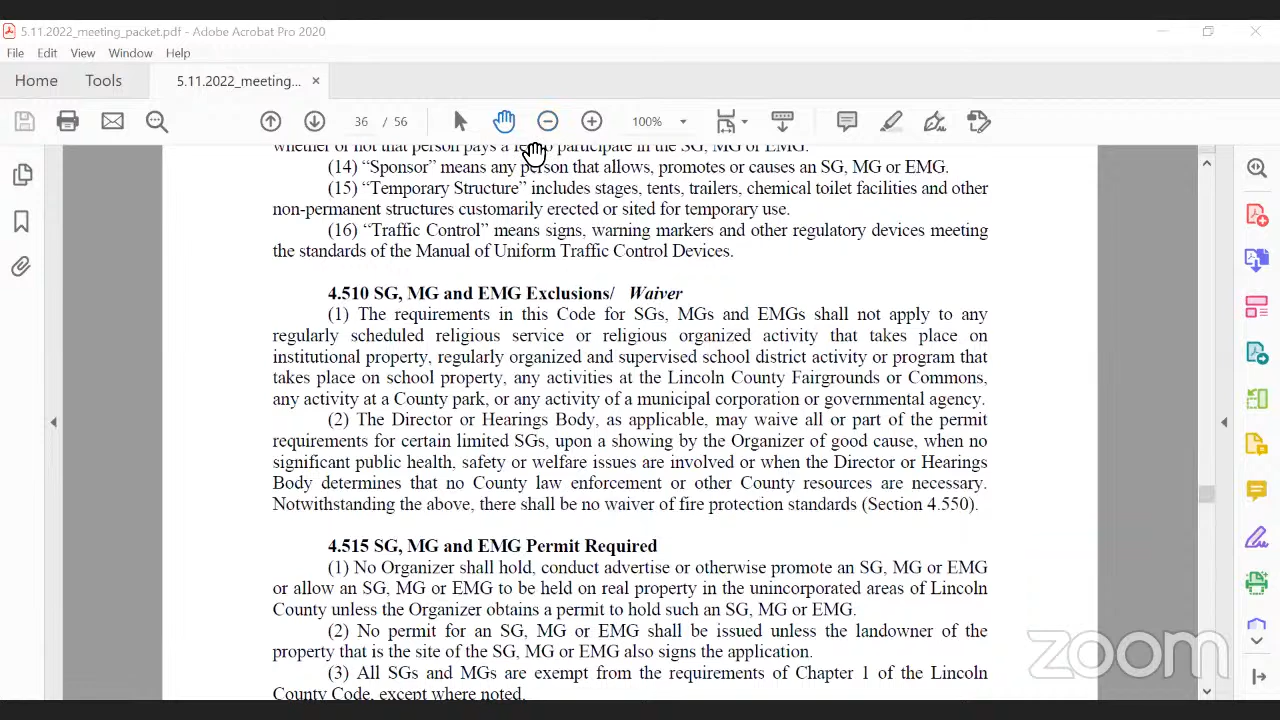 5.11.2022_meeting_packet.pdf - Adobe Acrobat Pro 2020
File Edit View Window Help
Home Tools 5.11.2022_meeting... ×
36 / 56 100%
whether or not that person pays a to participate in the SG, MG or EMG.
(14) “Sponsor” means any person that allows, promotes or causes an SG, MG or EMG.
(15) “Temporary Structure” includes stages, tents, trailers, chemical toilet facilities and other
non-permanent structures customarily erected or sited for temporary use.
(16) “Traffic Control” means signs, warning markers and other regulatory devices meeting
the standards of the Manual of Uniform Traffic Control Devices.
4.510 SG, MG and EMG Exclusions/ Waiver
(1) The requirements in this Code for SGs, MGs and EMGs shall not apply to any
regularly scheduled religious service or religious organized activity that takes place on
institutional property, regularly organized and supervised school district activity or program that
takes place on school property, any activities at the Lincoln County Fairgrounds or Commons,
any activity at a County park, or any activity of a municipal corporation or governmental agency.
(2) The Director or Hearings Body, as applicable, may waive all or part of the permit
requirements for certain limited SGs, upon a showing by the Organizer of good cause, when no
significant public health, safety or welfare issues are involved or when the Director or Hearings
Body determines that no County law enforcement or other County resources are necessary.
Notwithstanding the above, there shall be no waiver of fire protection standards (Section 4.550).
4.515 SG, MG and EMG Permit Required
(1) No Organizer shall hold, conduct advertise or otherwise promote an SG, MG or EMG
or allow an SG, MG or EMG to be held on real property in the unincorporated areas of Lincoln
County unless the Organizer obtains a permit to hold such an SG, MG or EMG.
(2) No permit for an SG, MG or EMG shall be issued unless the landowner of the
property that is the site of the SG, MG or EMG also signs the application.
(3) All SGs and MGs are exempt from the requirements of Chapter 1 of the Lincoln
County Code, except where noted.
zoom